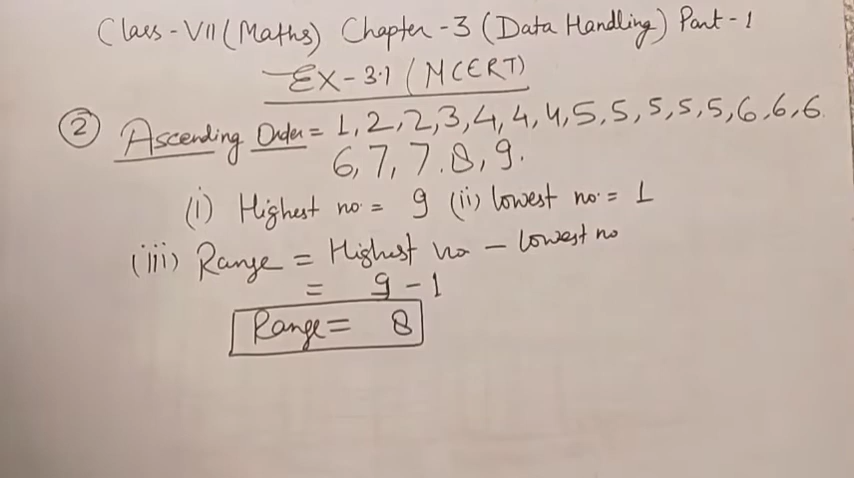 Class - VII (Maths) Chapter - 3 (Data Handling) Part - 1
EX - 3.1 (NCERT)
② Ascending Order = 1, 2, 2, 3, 4, 4, 4, 5, 5, 5, 5, 5, 6, 6, 6
6, 7, 7. 8, 9.
(i) Highest no. = 9 (ii) lowest no. = 1
(iii) Range = Highest no - lowest no
= 9 - 1
Range = 8